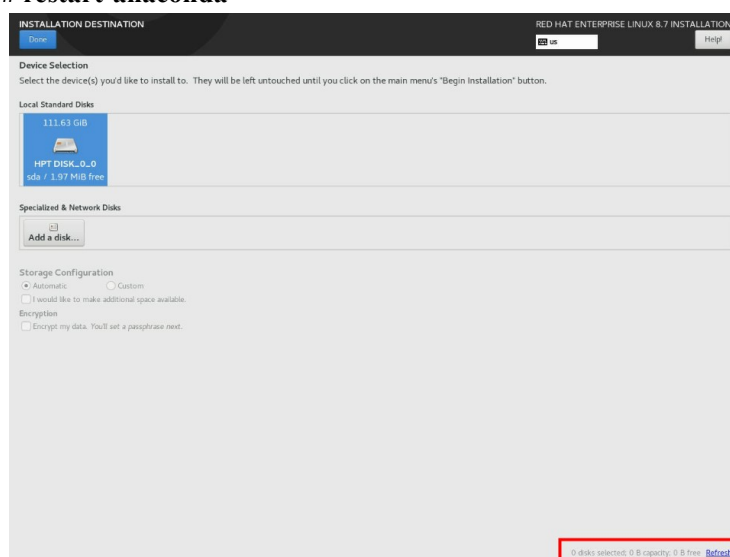 # restart-anaconda
INSTALLATION DESTINATION
RED HAT ENTERPRISE LINUX 8.7 INSTALLATION
Done
us
Help!
Device Selection
Select the device(s) you'd like to install to. They will be left untouched until you click on the main menu's "Begin Installation" button.
Local Standard Disks
111.63 GiB
HPT DISK_0_0
sda / 1.97 MiB free
Specialized & Network Disks
Add a disk...
Storage Configuration
Automatic
Custom
I would like to make additional space available.
Encryption
Encrypt my data. You'll set a passphrase next.
0 disks selected; 0 B capacity; 0 B free Refresh